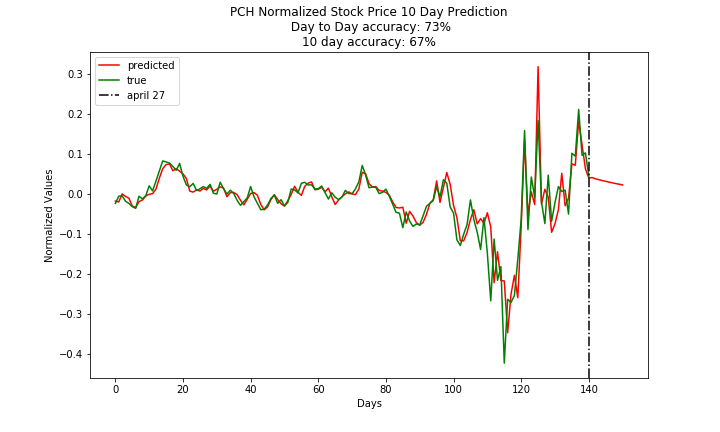 PCH Normalized Stock Price 10 Day Prediction
Day to Day accuracy: 73%
10 day accuracy: 67%
predicted
true
april 27
Normalized Values
0.3
0.2
0.1
0.0
−0.1
−0.2
−0.3
−0.4
0 20 40 60 80 100 120 140
Days